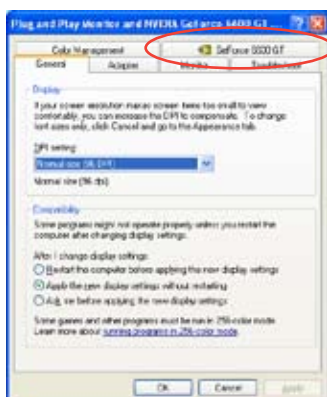 Plug and Play Monitor and NVIDIA GeForce 6600 GT ...
Color Management
GeForce 6600 GT
General
Adapter
Monitor
Troubleshoot
Display
If your screen resolution makes screen items too small to view
comfortably, you can increase the DPI to compensate. To change
font sizes only, click Cancel and go to the Appearance tab.
DPI setting:
Normal size (96 DPI)
Normal size (96 dpi)
Compatibility
Some programs might not operate properly unless you restart the
computer after changing display settings.
After I change display settings:
Restart the computer before applying the new display settings
Apply the new display settings without restarting
Ask me before applying the new display settings
Some games and other programs must be run in 256-color mode.
Learn more about running programs in 256-color mode.
OK
Cancel
Apply